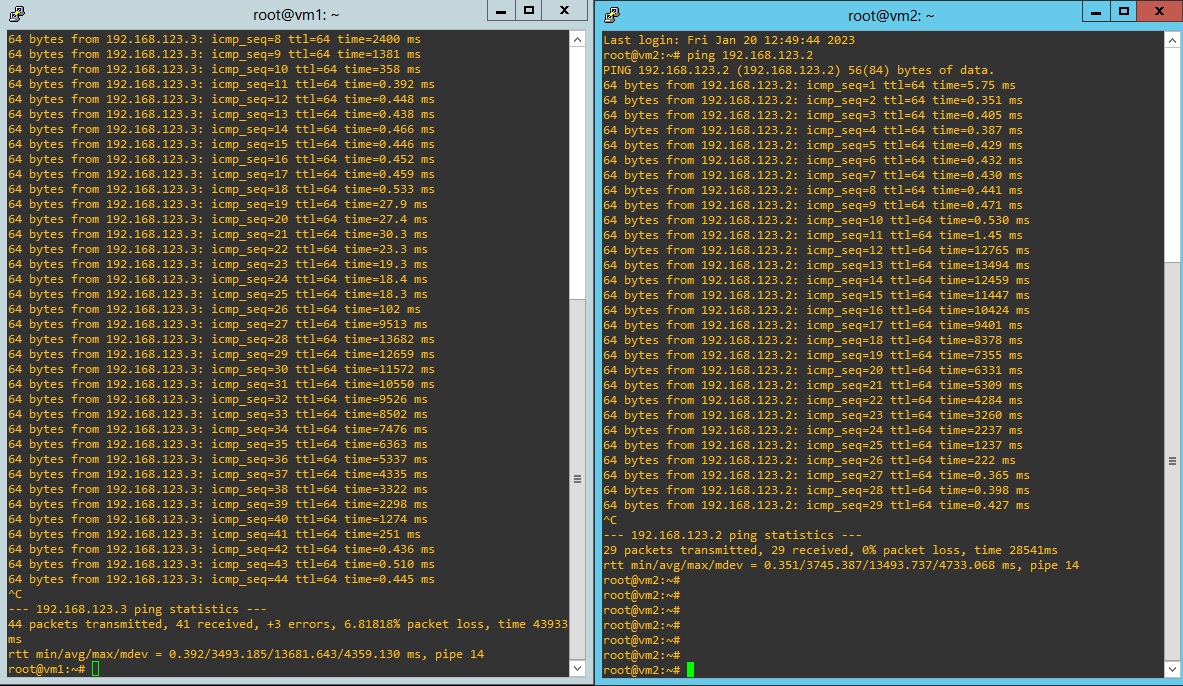 root@vm1: ~
64 bytes from 192.168.123.3: icmp_seq=8 ttl=64 time=2400 ms
64 bytes from 192.168.123.3: icmp_seq=9 ttl=64 time=1381 ms
64 bytes from 192.168.123.3: icmp_seq=10 ttl=64 time=358 ms
64 bytes from 192.168.123.3: icmp_seq=11 ttl=64 time=0.392 ms
64 bytes from 192.168.123.3: icmp_seq=12 ttl=64 time=0.448 ms
64 bytes from 192.168.123.3: icmp_seq=13 ttl=64 time=0.438 ms
64 bytes from 192.168.123.3: icmp_seq=14 ttl=64 time=0.466 ms
64 bytes from 192.168.123.3: icmp_seq=15 ttl=64 time=0.446 ms
64 bytes from 192.168.123.3: icmp_seq=16 ttl=64 time=0.452 ms
64 bytes from 192.168.123.3: icmp_seq=17 ttl=64 time=0.459 ms
64 bytes from 192.168.123.3: icmp_seq=18 ttl=64 time=0.533 ms
64 bytes from 192.168.123.3: icmp_seq=19 ttl=64 time=27.9 ms
64 bytes from 192.168.123.3: icmp_seq=20 ttl=64 time=27.4 ms
64 bytes from 192.168.123.3: icmp_seq=21 ttl=64 time=30.3 ms
64 bytes from 192.168.123.3: icmp_seq=22 ttl=64 time=23.3 ms
64 bytes from 192.168.123.3: icmp_seq=23 ttl=64 time=19.3 ms
64 bytes from 192.168.123.3: icmp_seq=24 ttl=64 time=18.4 ms
64 bytes from 192.168.123.3: icmp_seq=25 ttl=64 time=18.3 ms
64 bytes from 192.168.123.3: icmp_seq=26 ttl=64 time=102 ms
64 bytes from 192.168.123.3: icmp_seq=27 ttl=64 time=9513 ms
64 bytes from 192.168.123.3: icmp_seq=28 ttl=64 time=13682 ms
64 bytes from 192.168.123.3: icmp_seq=29 ttl=64 time=12659 ms
64 bytes from 192.168.123.3: icmp_seq=30 ttl=64 time=11572 ms
64 bytes from 192.168.123.3: icmp_seq=31 ttl=64 time=10550 ms
64 bytes from 192.168.123.3: icmp_seq=32 ttl=64 time=9526 ms
64 bytes from 192.168.123.3: icmp_seq=33 ttl=64 time=8502 ms
64 bytes from 192.168.123.3: icmp_seq=34 ttl=64 time=7476 ms
64 bytes from 192.168.123.3: icmp_seq=35 ttl=64 time=6363 ms
64 bytes from 192.168.123.3: icmp_seq=36 ttl=64 time=5337 ms
64 bytes from 192.168.123.3: icmp_seq=37 ttl=64 time=4335 ms
64 bytes from 192.168.123.3: icmp_seq=38 ttl=64 time=3322 ms
64 bytes from 192.168.123.3: icmp_seq=39 ttl=64 time=2298 ms
64 bytes from 192.168.123.3: icmp_seq=40 ttl=64 time=1274 ms
64 bytes from 192.168.123.3: icmp_seq=41 ttl=64 time=251 ms
64 bytes from 192.168.123.3: icmp_seq=42 ttl=64 time=0.436 ms
64 bytes from 192.168.123.3: icmp_seq=43 ttl=64 time=0.510 ms
64 bytes from 192.168.123.3: icmp_seq=44 ttl=64 time=0.445 ms
^C
--- 192.168.123.3 ping statistics ---
44 packets transmitted, 41 received, +3 errors, 6.81818% packet loss, time 43933
ms
rtt min/avg/max/mdev = 0.392/3493.185/13681.643/4359.130 ms, pipe 14
root@vm1:~#
root@vm2: ~
Last login: Fri Jan 20 12:49:44 2023
root@vm2:~# ping 192.168.123.2
PING 192.168.123.2 (192.168.123.2) 56(84) bytes of data.
64 bytes from 192.168.123.2: icmp_seq=1 ttl=64 time=5.75 ms
64 bytes from 192.168.123.2: icmp_seq=2 ttl=64 time=0.351 ms
64 bytes from 192.168.123.2: icmp_seq=3 ttl=64 time=0.405 ms
64 bytes from 192.168.123.2: icmp_seq=4 ttl=64 time=0.387 ms
64 bytes from 192.168.123.2: icmp_seq=5 ttl=64 time=0.429 ms
64 bytes from 192.168.123.2: icmp_seq=6 ttl=64 time=0.432 ms
64 bytes from 192.168.123.2: icmp_seq=7 ttl=64 time=0.430 ms
64 bytes from 192.168.123.2: icmp_seq=8 ttl=64 time=0.441 ms
64 bytes from 192.168.123.2: icmp_seq=9 ttl=64 time=0.471 ms
64 bytes from 192.168.123.2: icmp_seq=10 ttl=64 time=0.530 ms
64 bytes from 192.168.123.2: icmp_seq=11 ttl=64 time=1.45 ms
64 bytes from 192.168.123.2: icmp_seq=12 ttl=64 time=12765 ms
64 bytes from 192.168.123.2: icmp_seq=13 ttl=64 time=13494 ms
64 bytes from 192.168.123.2: icmp_seq=14 ttl=64 time=12459 ms
64 bytes from 192.168.123.2: icmp_seq=15 ttl=64 time=11447 ms
64 bytes from 192.168.123.2: icmp_seq=16 ttl=64 time=10424 ms
64 bytes from 192.168.123.2: icmp_seq=17 ttl=64 time=9401 ms
64 bytes from 192.168.123.2: icmp_seq=18 ttl=64 time=8378 ms
64 bytes from 192.168.123.2: icmp_seq=19 ttl=64 time=7355 ms
64 bytes from 192.168.123.2: icmp_seq=20 ttl=64 time=6331 ms
64 bytes from 192.168.123.2: icmp_seq=21 ttl=64 time=5309 ms
64 bytes from 192.168.123.2: icmp_seq=22 ttl=64 time=4284 ms
64 bytes from 192.168.123.2: icmp_seq=23 ttl=64 time=3260 ms
64 bytes from 192.168.123.2: icmp_seq=24 ttl=64 time=2237 ms
64 bytes from 192.168.123.2: icmp_seq=25 ttl=64 time=1237 ms
64 bytes from 192.168.123.2: icmp_seq=26 ttl=64 time=222 ms
64 bytes from 192.168.123.2: icmp_seq=27 ttl=64 time=0.365 ms
64 bytes from 192.168.123.2: icmp_seq=28 ttl=64 time=0.398 ms
64 bytes from 192.168.123.2: icmp_seq=29 ttl=64 time=0.427 ms
^C
--- 192.168.123.2 ping statistics ---
29 packets transmitted, 29 received, 0% packet loss, time 28541ms
rtt min/avg/max/mdev = 0.351/3745.387/13493.737/4733.068 ms, pipe 14
root@vm2:~#
root@vm2:~#
root@vm2:~#
root@vm2:~#
root@vm2:~#
root@vm2:~#
root@vm2:~#